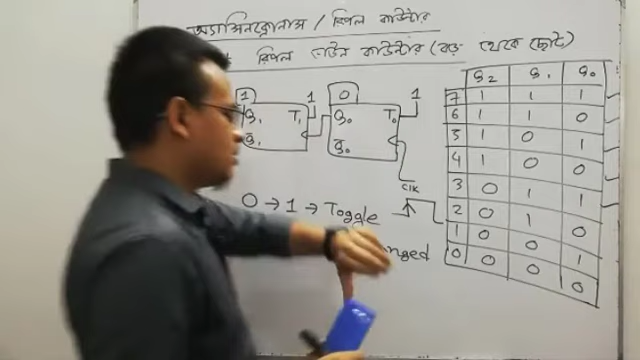 অ্যাসিনক্রোনাস / রিপল কাউন্টার
রিপল ডাউন কাউন্টার (বড় থেকে ছোট)
1 1 0 1
Q₁ T₁ Q₀ T₀
Q̅₁ Q̅₀
CLK
0 → 1 → Toggle
nged
Q₂ Q₁ Q₀
7 1 1 1
6 1 1 0
5 1 0 1
4 1 0 0
3 0 1 1
2 0 1 0
1 0 0 1
0 0 0 0